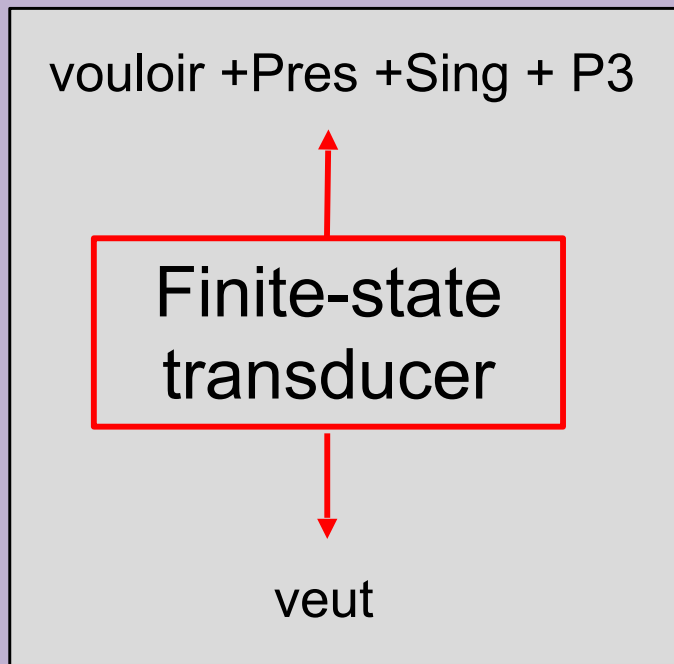 vouloir +Pres +Sing + P3
Finite-state
transducer
veut